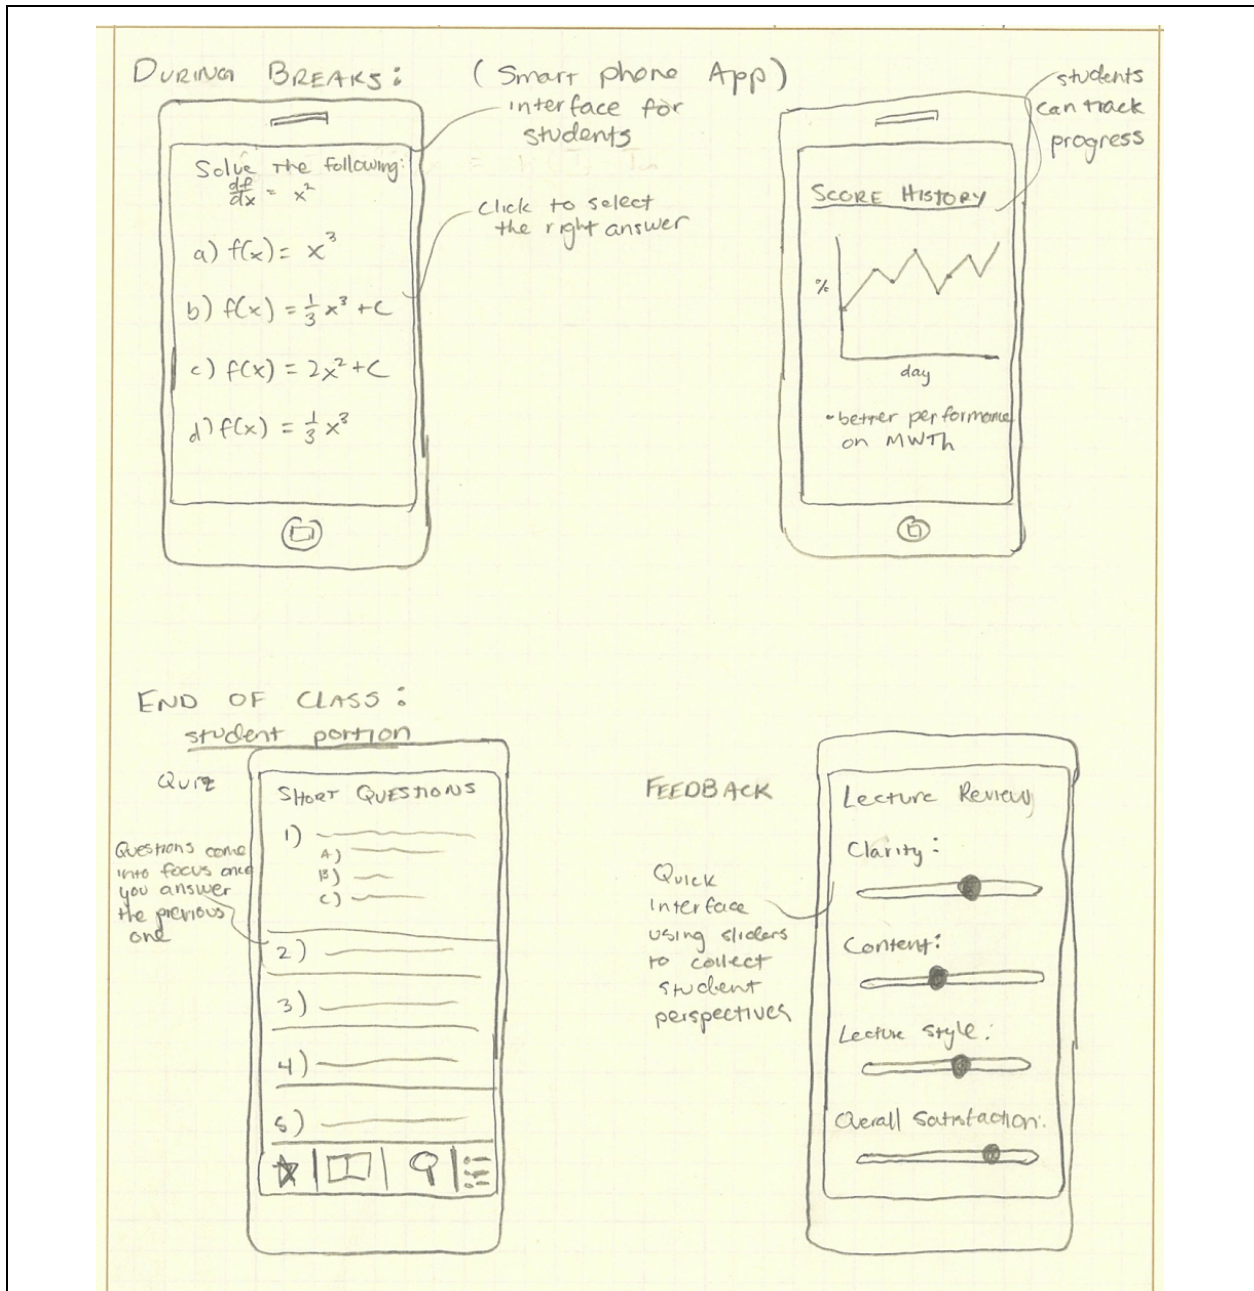 DURING BREAKS: (Smart phone App)
interface for
students
Solve the following:
df/dx = x²
click to select
the right answer
a) f(x) = x³
b) f(x) = 1/3 x³ + C
c) f(x) = 2x² + C
d) f(x) = 1/3 x³
students
can track
progress
SCORE HISTORY
%
day
- better performance
on MWTh
END OF CLASS:
student portion
Quiz
SHORT QUESTIONS
1)
A)
B)
C)
2)
3)
4)
5)
Questions come
into focus once
you answer
the previous
one
FEEDBACK
Quick
interface
using sliders
to collect
student
perspectives
Lecture Review
Clarity:
Content:
Lecture Style:
Overall Satisfaction: